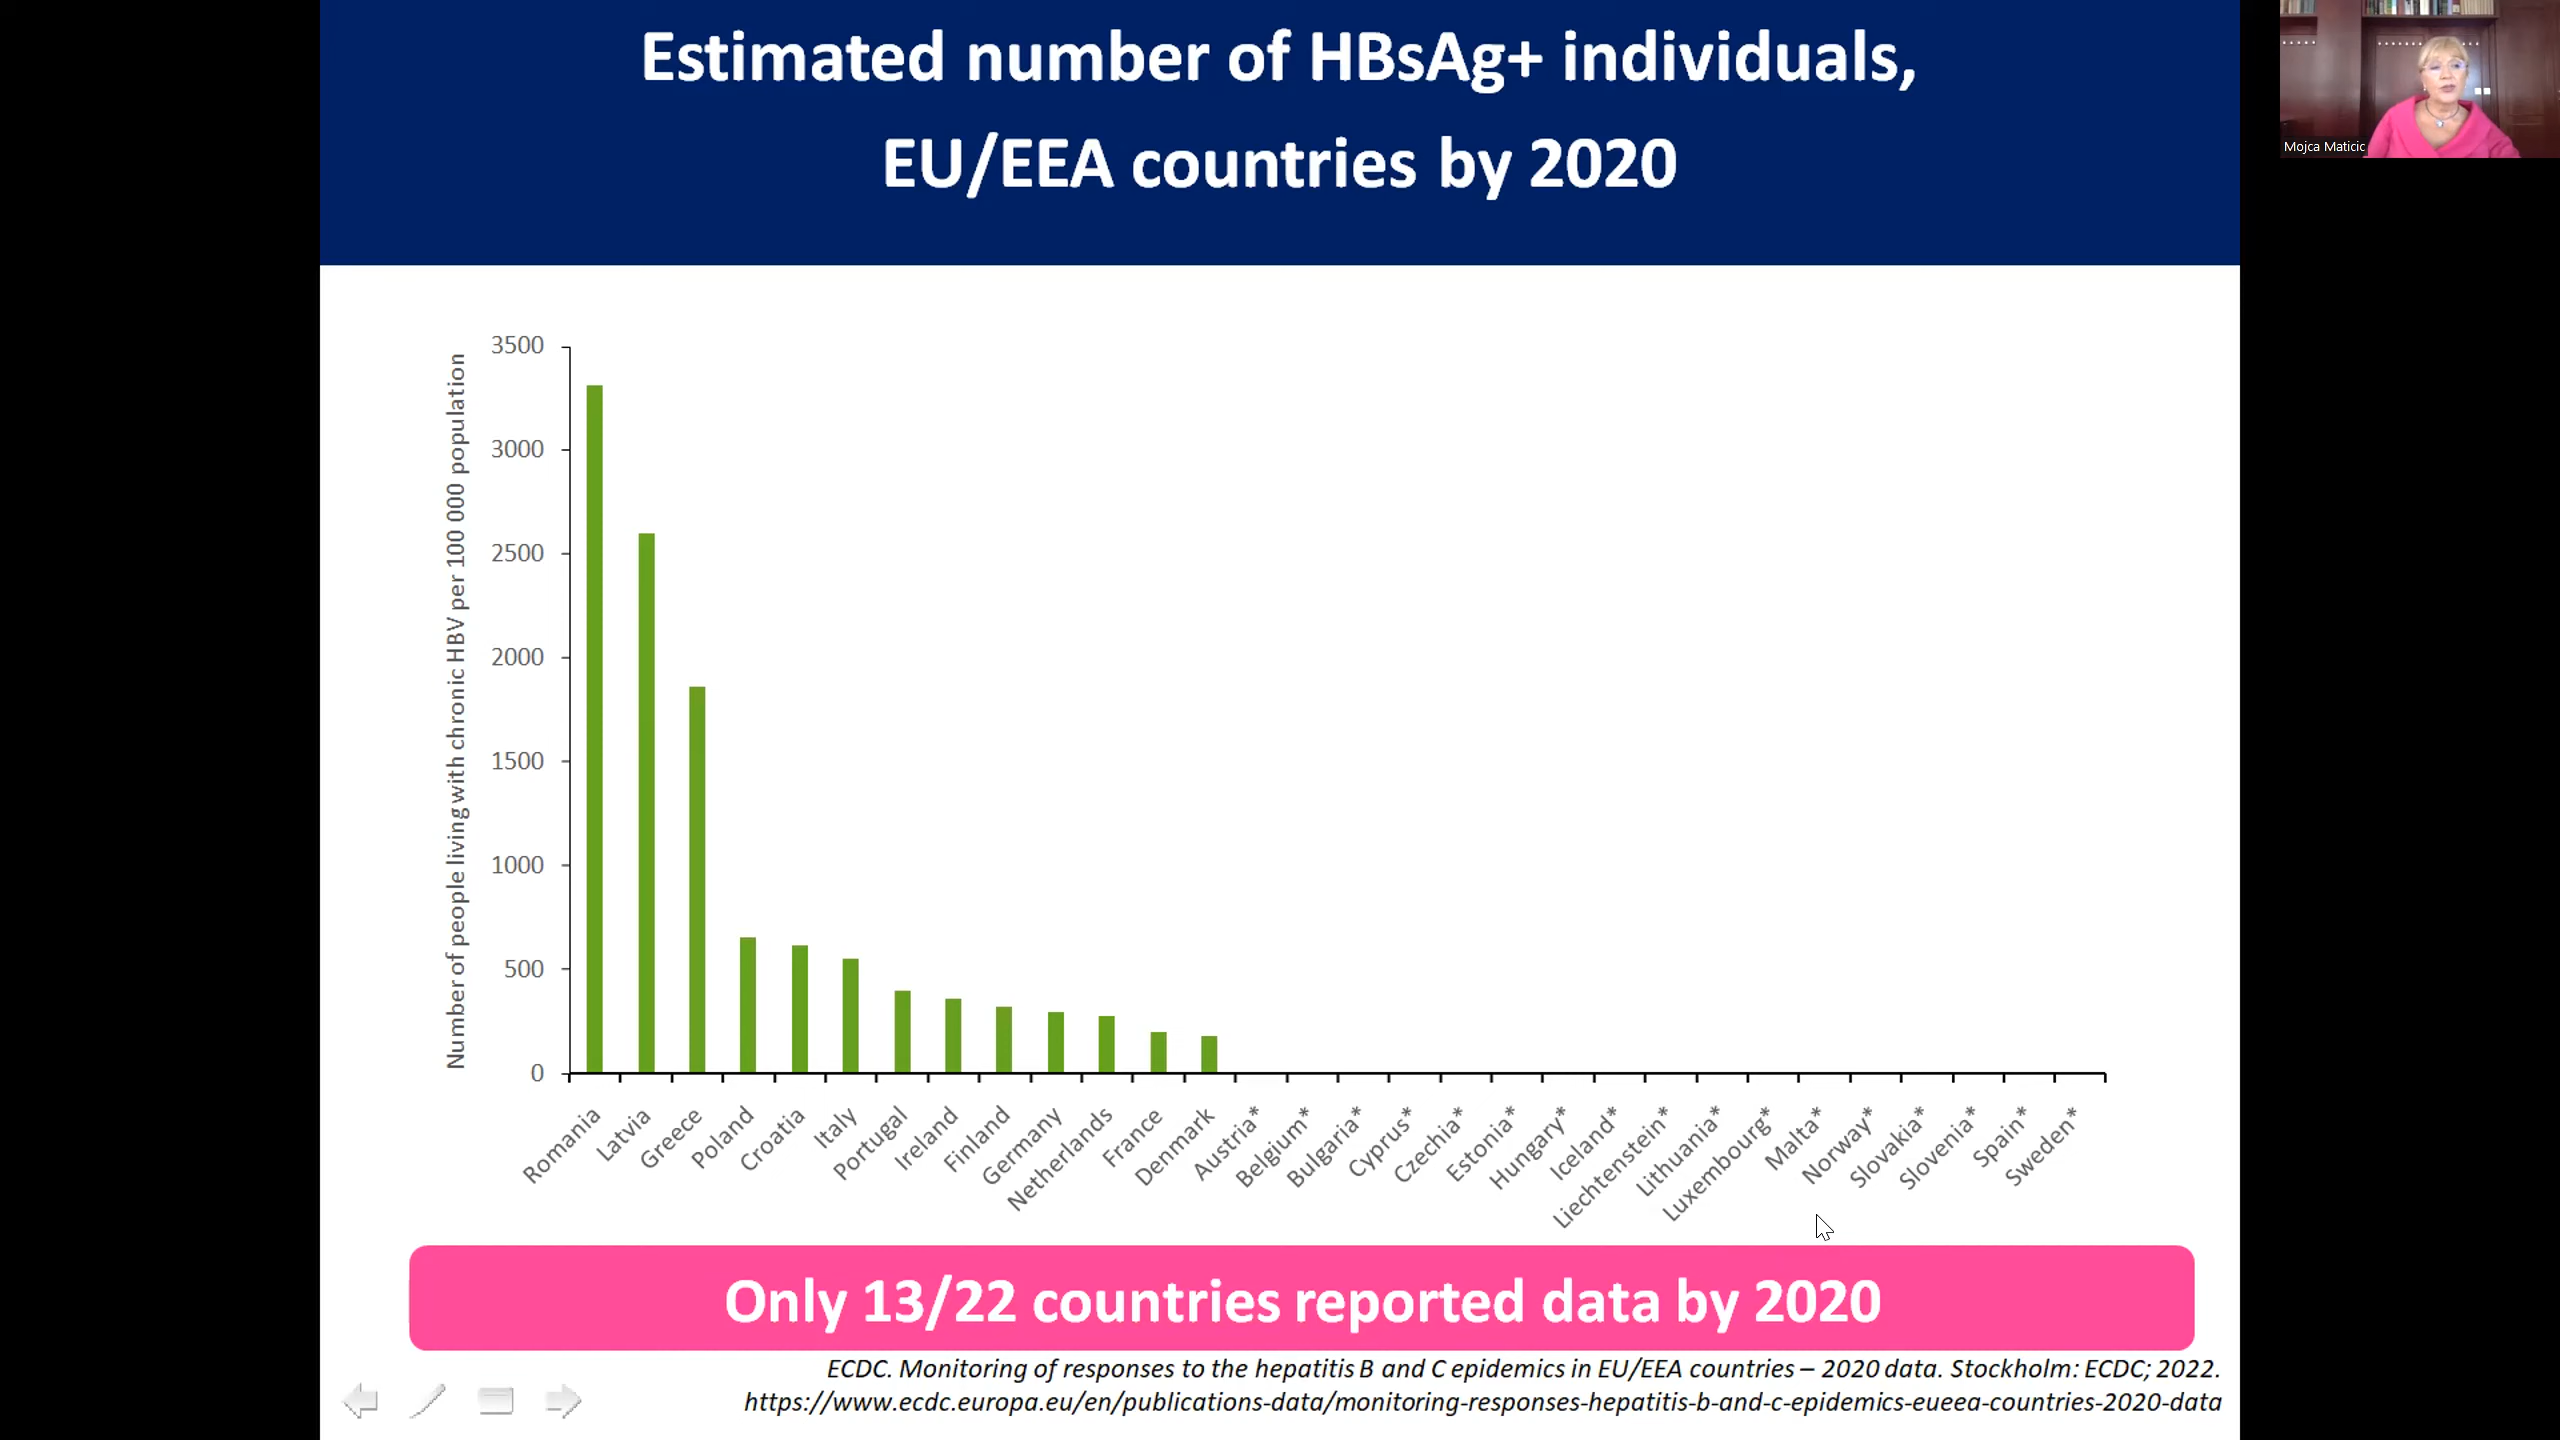 Estimated number of HBsAg+ individuals,
EU/EEA countries by 2020
Mojca Maticic
Number of people living with chronic HBV per 100 000 population
3500
3000
2500
2000
1500
1000
500
0
Romania
Latvia
Greece
Poland
Croatia
Italy
Portugal
Ireland
Finland
Germany
Netherlands
France
Denmark
Austria*
Belgium*
Bulgaria*
Cyprus*
Czechia*
Estonia*
Hungary*
Iceland*
Liechtenstein*
Lithuania*
Luxembourg*
Malta*
Norway*
Slovakia*
Slovenia*
Spain*
Sweden*
Only 13/22 countries reported data by 2020
ECDC. Monitoring of responses to the hepatitis B and C epidemics in EU/EEA countries – 2020 data. Stockholm: ECDC; 2022.
https://www.ecdc.europa.eu/en/publications-data/monitoring-responses-hepatitis-b-and-c-epidemics-eueea-countries-2020-data